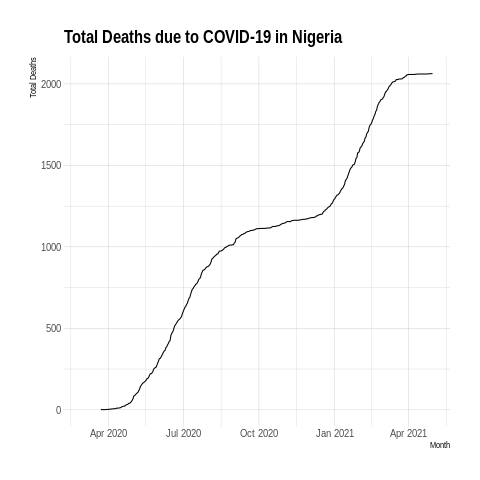 Total Deaths due to COVID-19 in Nigeria
Total Deaths
2000
1500
1000
500
0
Apr 2020 Jul 2020 Oct 2020 Jan 2021 Apr 2021
Month